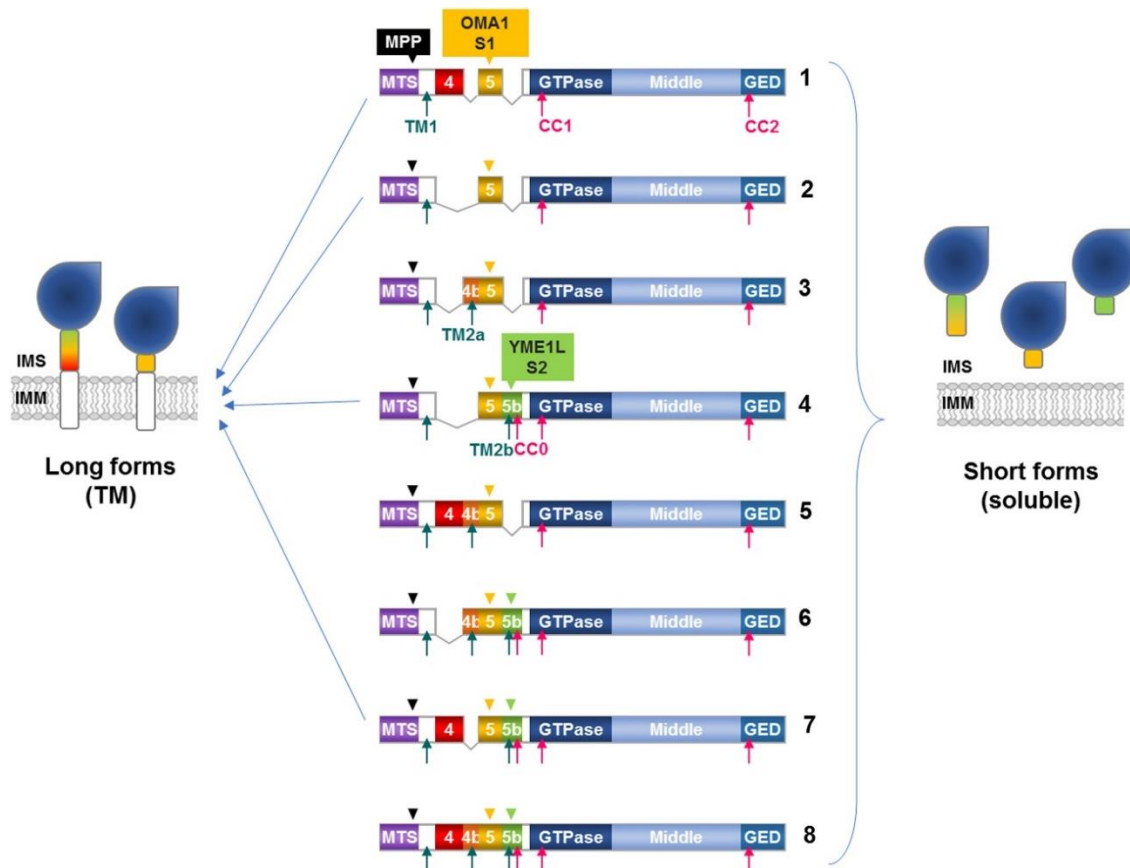 MPP
OMA1
S1
MTS 4 5 GTPase Middle GED 1
TM1 CC1 CC2
MTS 5 GTPase Middle GED 2
MTS 4b 5 GTPase Middle GED 3
TM2a
YME1L
S2
MTS 5 5b GTPase Middle GED 4
TM2b CC0
MTS 4 4b 5 GTPase Middle GED 5
MTS 4b 5 5b GTPase Middle GED 6
MTS 4 5 5b GTPase Middle GED 7
MTS 4 4b 5 5b GTPase Middle GED 8
IMS
IMM
Long forms
(TM)
IMS
IMM
Short forms
(soluble)